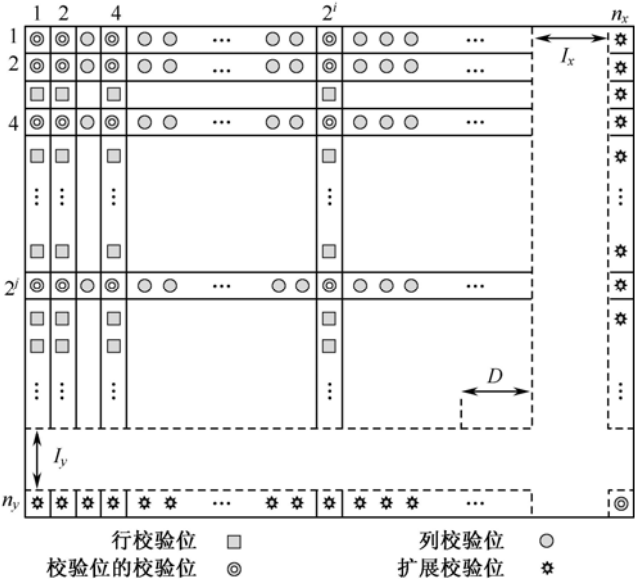 1 2 4 2^i n_x
1 ... ...
I_x
2 ... ...
4 ... ...
⋮ ⋮ ⋮ ⋮ ⋮
2^j ... ...
D
⋮ ⋮ ⋮ ⋮ ⋮
I_y
n_y ... ...
行校验位 列校验位
校验位的校验位 扩展校验位